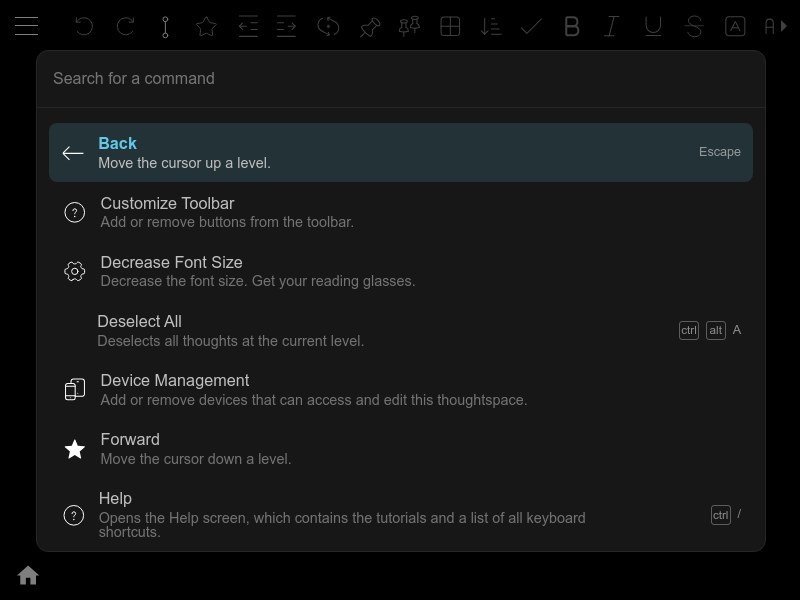 B I U S A A
Search for a command
Back
Move the cursor up a level.
Escape
? Customize Toolbar
Add or remove buttons from the toolbar.
Decrease Font Size
Decrease the font size. Get your reading glasses.
Deselect All
Deselects all thoughts at the current level.
ctrl alt A
Device Management
Add or remove devices that can access and edit this thoughtspace.
Forward
Move the cursor down a level.
? Help
Opens the Help screen, which contains the tutorials and a list of all keyboard
shortcuts.
ctrl /